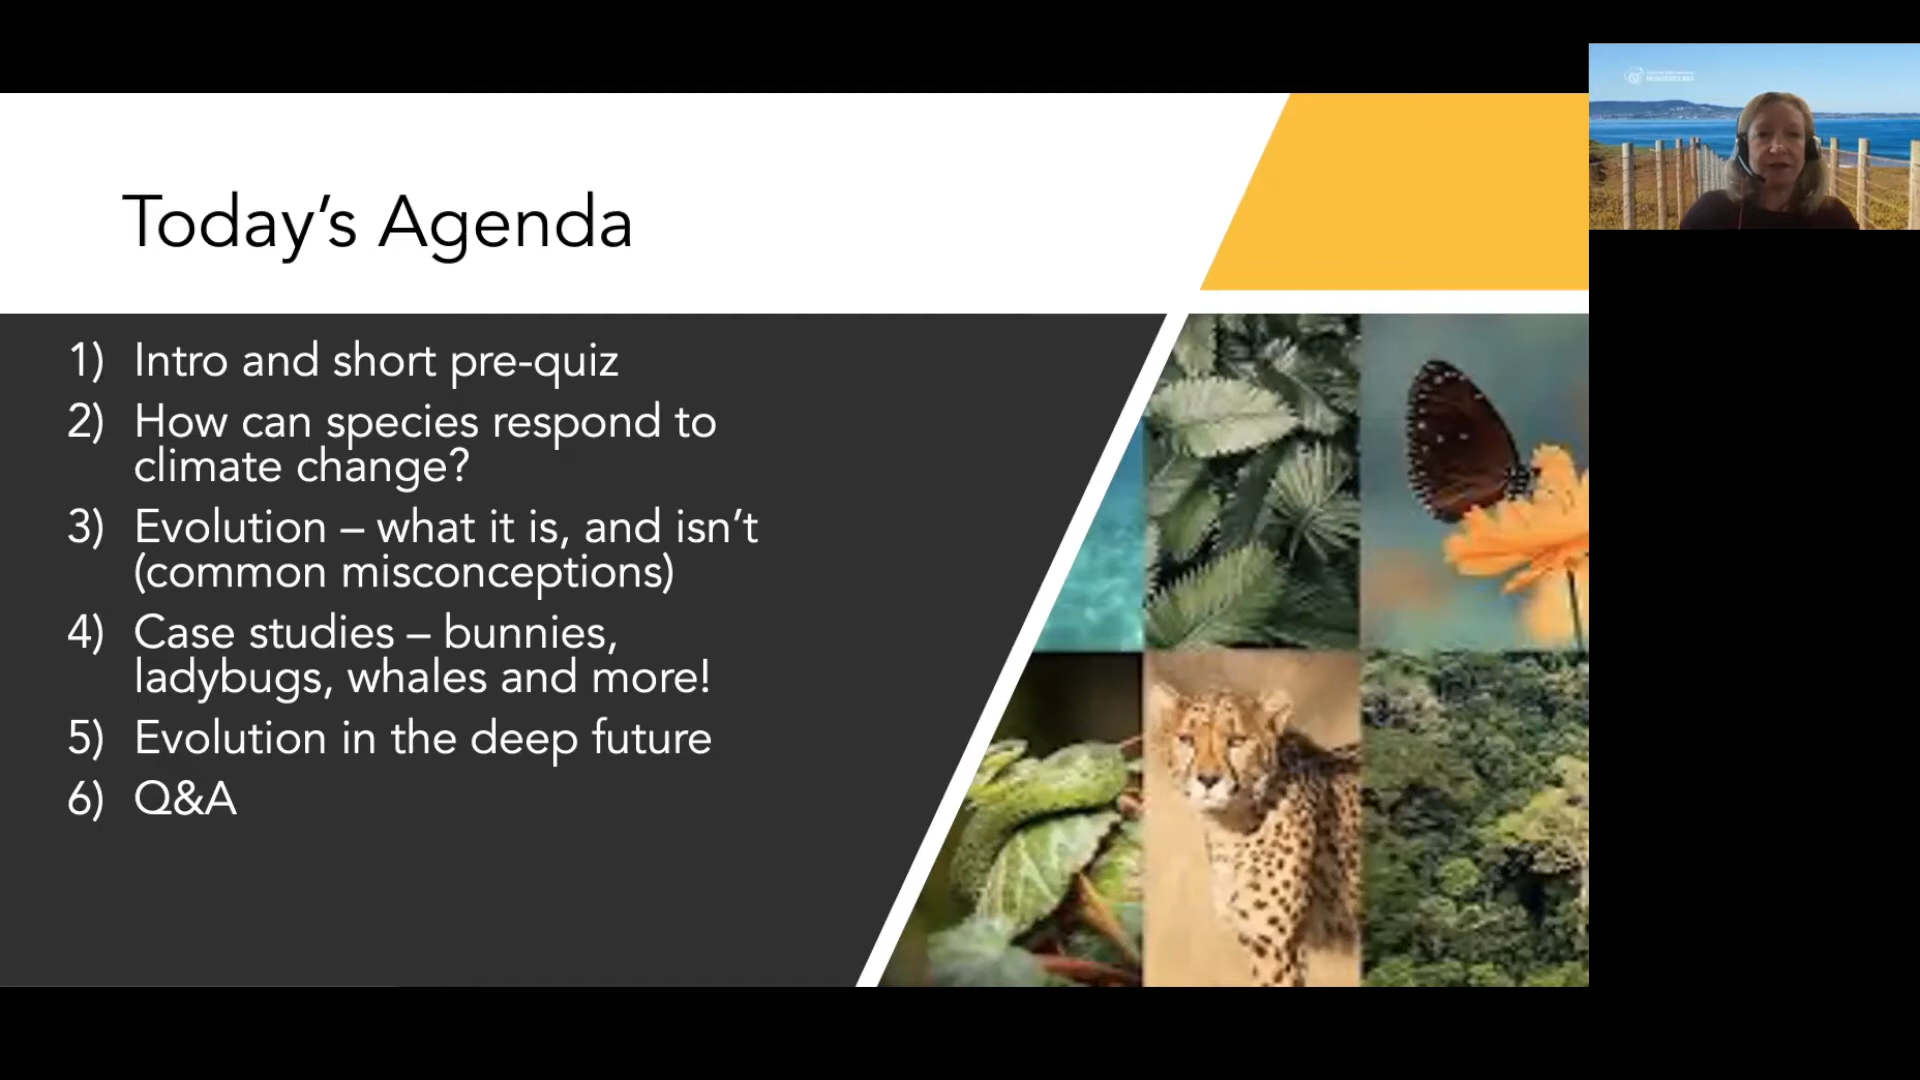 Today’s Agenda
1) Intro and short pre-quiz
2) How can species respond to
climate change?
3) Evolution – what it is, and isn’t
(common misconceptions)
4) Case studies – bunnies,
ladybugs, whales and more!
5) Evolution in the deep future
6) Q&A